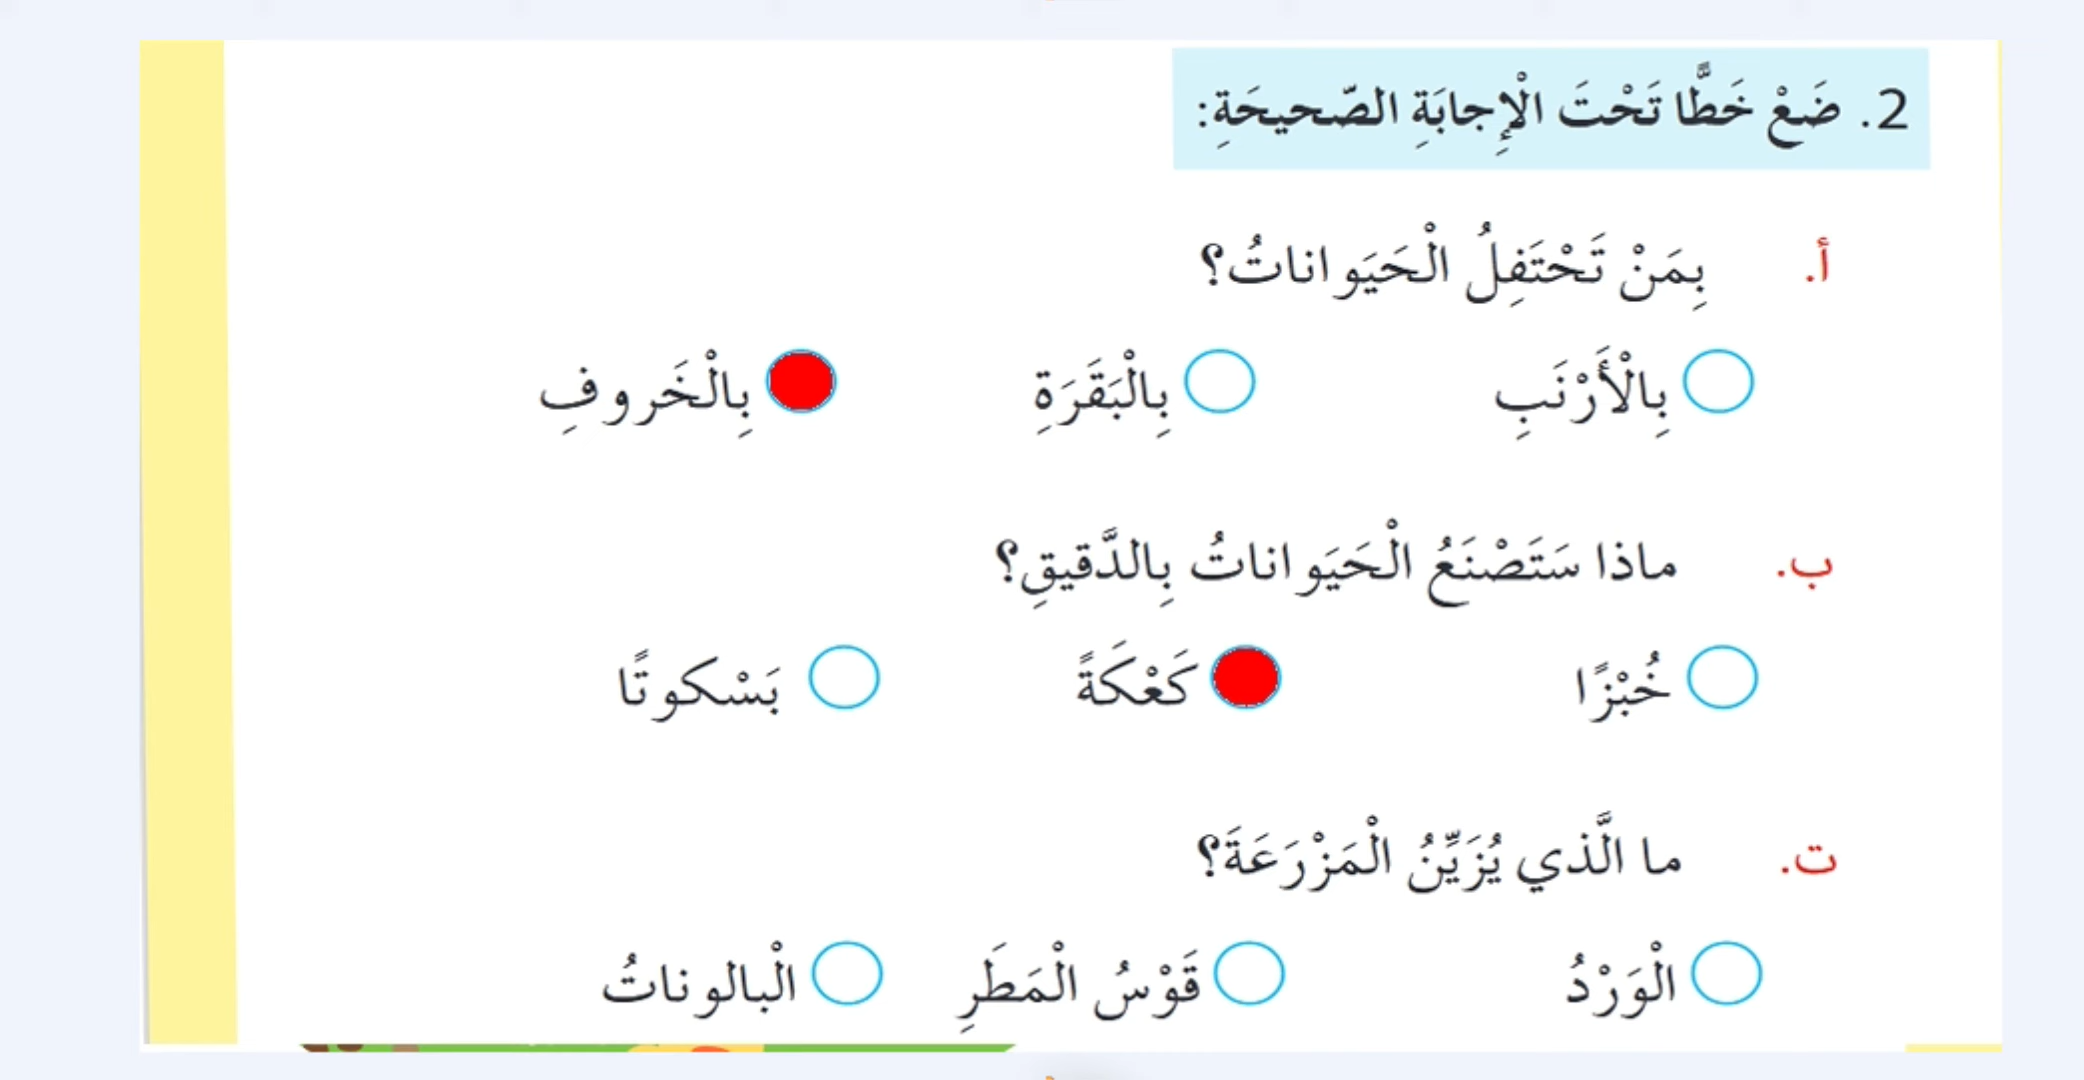 2. ضَعْ خَطًّا تَحْتَ الْإِجابَةِ الصّحيحَةِ:
أ. بِمَنْ تَحْتَفِلُ الْحَيَواناتُ؟
بِالْأَرْنَبِ بِالْبَقَرَةِ بِالْخَروفِ
ب. ماذا سَتَصْنَعُ الْحَيَواناتُ بِالدَّقيقِ؟
خُبْزًا كَعْكَةً بَسْكوتًا
ت. ما الَّذي يُزَيِّنُ الْمَزْرَعَةَ؟
الْوَرْدُ قَوْسُ الْمَطَرِ الْبالوناتُ